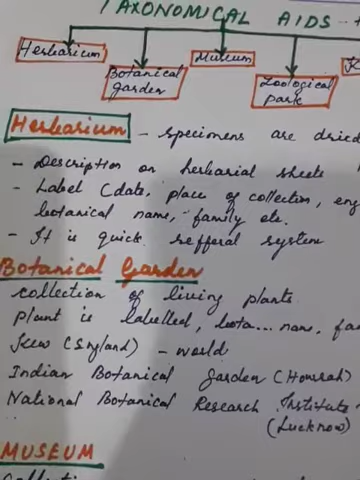 TAXONOMICAL AIDS -
Herbarium
Botanical garden
Museum
Zoological park
K
Herbarium - specimens are dried
- Description on herbarial sheets
- Label (date, place of collection, eng
botanical name, family etc.
- It is quick refferal system
Botanical Garden
collection of living plants
plant is labelled, bota... name, fa
Kew (England) - world
Indian Botanical Garden (Howrah)
National Botanical Research Institute -
(Lucknow)
MUSEUM